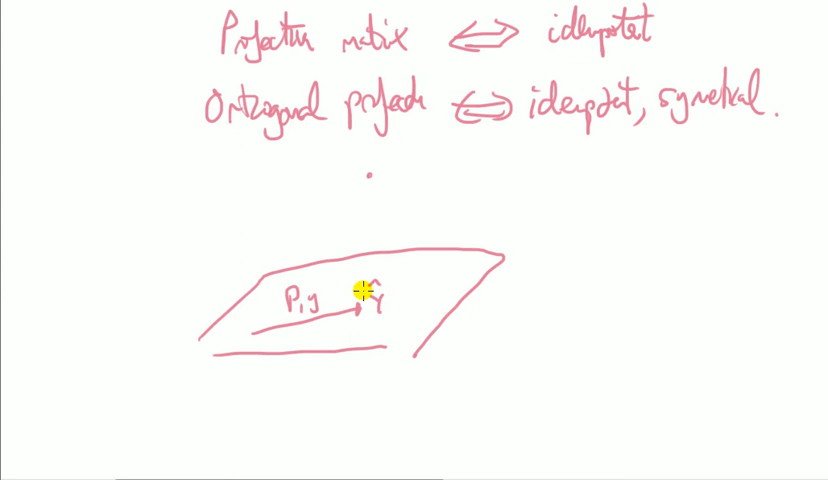 Projection matrix ⟺ idempotent
Orthogonal projection ⟺ idempotent, symmetrical.
P₁y Ŷ